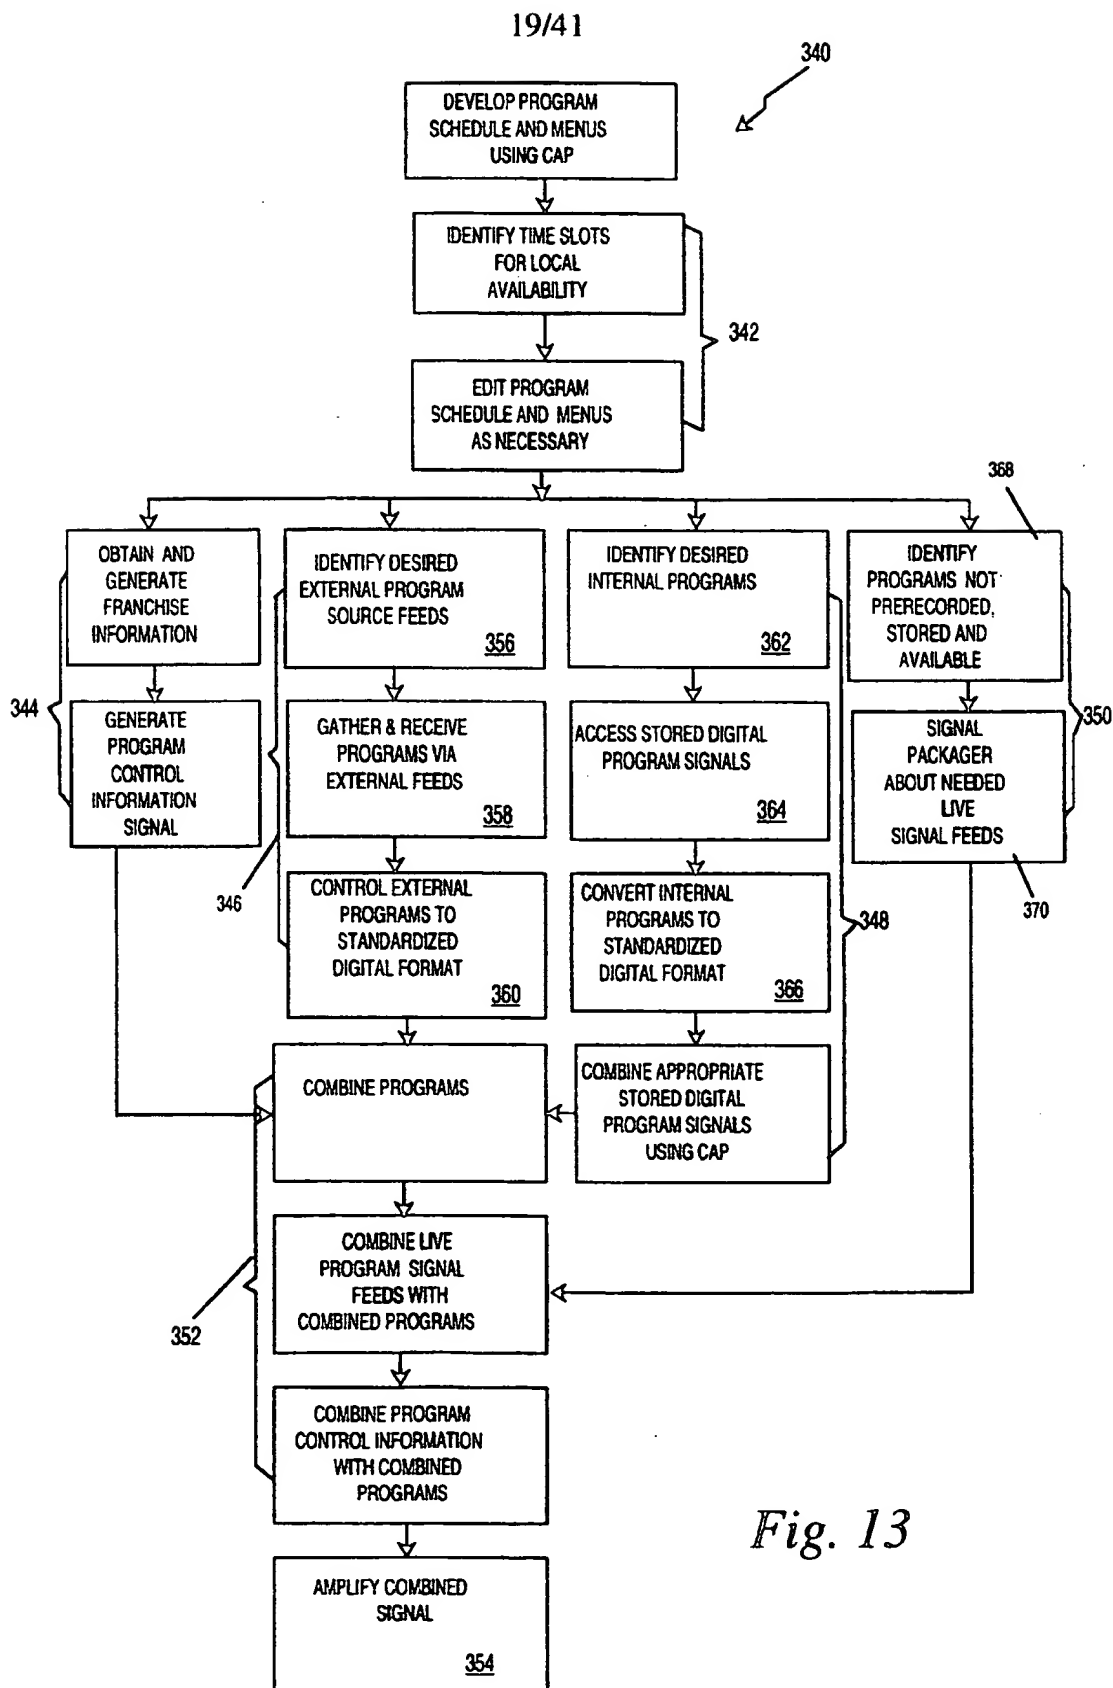 19/41
340
DEVELOP PROGRAM
SCHEDULE AND MENUS
USING CAP
IDENTIFY TIME SLOTS
FOR LOCAL
AVAILABILITY
342
EDIT PROGRAM
SCHEDULE AND MENUS
AS NECESSARY
368
OBTAIN AND
GENERATE
FRANCHISE
INFORMATION
IDENTIFY DESIRED
EXTERNAL PROGRAM
SOURCE FEEDS
356
IDENTIFY DESIRED
INTERNAL PROGRAMS
362
IDENTIFY
PROGRAMS NOT
PRERECORDED,
STORED AND
AVAILABLE
344
350
GENERATE
PROGRAM
CONTROL
INFORMATION
SIGNAL
GATHER & RECEIVE
PROGRAMS VIA
EXTERNAL FEEDS
358
ACCESS STORED DIGITAL
PROGRAM SIGNALS
364
SIGNAL
PACKAGER
ABOUT NEEDED
LIVE
SIGNAL FEEDS
346
370
CONTROL EXTERNAL
PROGRAMS TO
STANDARDIZED
DIGITAL FORMAT
360
CONVERT INTERNAL
PROGRAMS TO
STANDARDIZED
DIGITAL FORMAT
366
348
COMBINE PROGRAMS
COMBINE APPROPRIATE
STORED DIGITAL
PROGRAM SIGNALS
USING CAP
COMBINE LIVE
PROGRAM SIGNAL
FEEDS WITH
COMBINED PROGRAMS
352
COMBINE PROGRAM
CONTROL INFORMATION
WITH COMBINED
PROGRAMS
Fig. 13
AMPLIFY COMBINED
SIGNAL
354